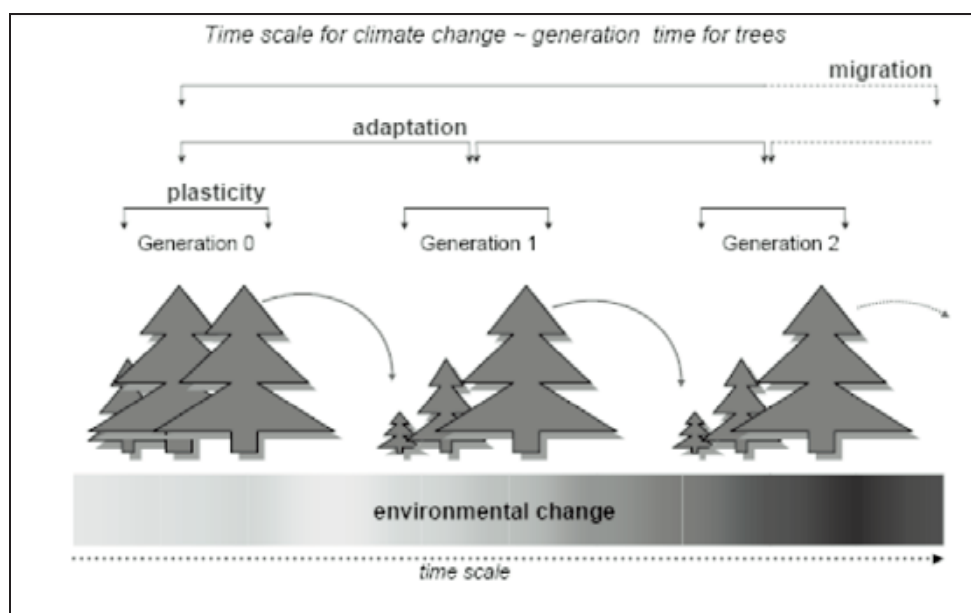 Time scale for climate change ~ generation time for trees
migration
adaptation
plasticity
Generation 0
Generation 1
Generation 2
environmental change
time scale